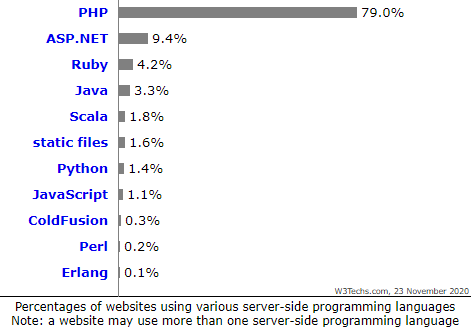 PHP 79.0%
ASP.NET 9.4%
Ruby 4.2%
Java 3.3%
Scala 1.8%
static files 1.6%
Python 1.4%
JavaScript 1.1%
ColdFusion 0.3%
Perl 0.2%
Erlang 0.1%
W3Techs.com, 23 November 2020
Percentages of websites using various server-side programming languages
Note: a website may use more than one server-side programming language